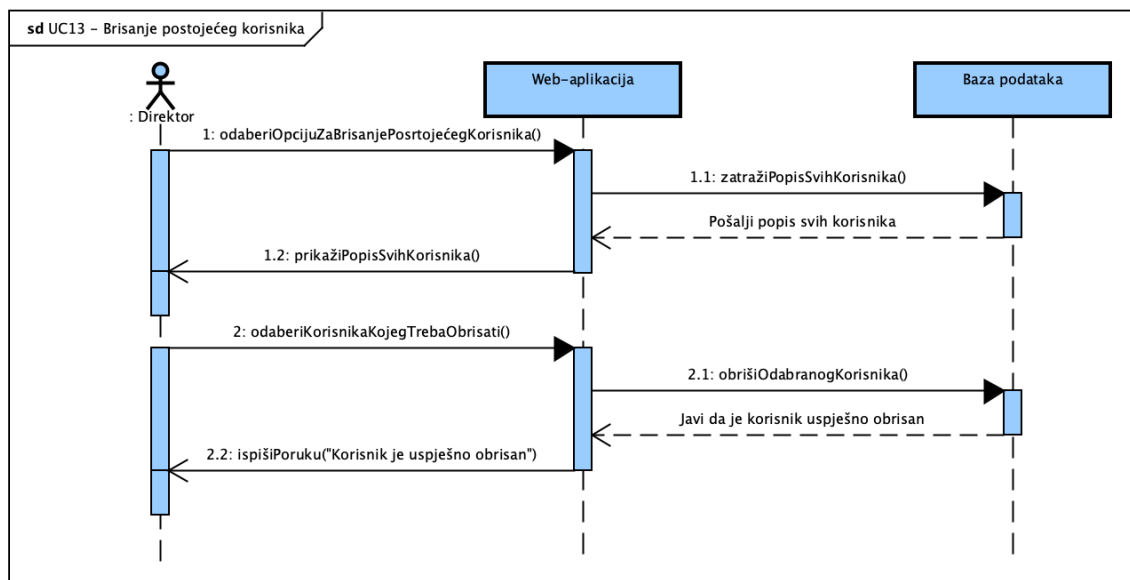 sd UC13 - Brisanje postojećeg korisnika
Web-aplikacija
Baza podataka
: Direktor
1: odaberiOpcijuZaBrisanjePosrtojećegKorisnika()
1.1: zatražiPopisSvihKorisnika()
Pošalji popis svih korisnika
1.2: prikažiPopisSvihKorisnika()
2: odaberiKorisnikaKojegTrebaObrisati()
2.1: obrišiOdabranogKorisnika()
Javi da je korisnik uspješno obrisan
2.2: ispišiPoruku("Korisnik je uspješno obrisan")